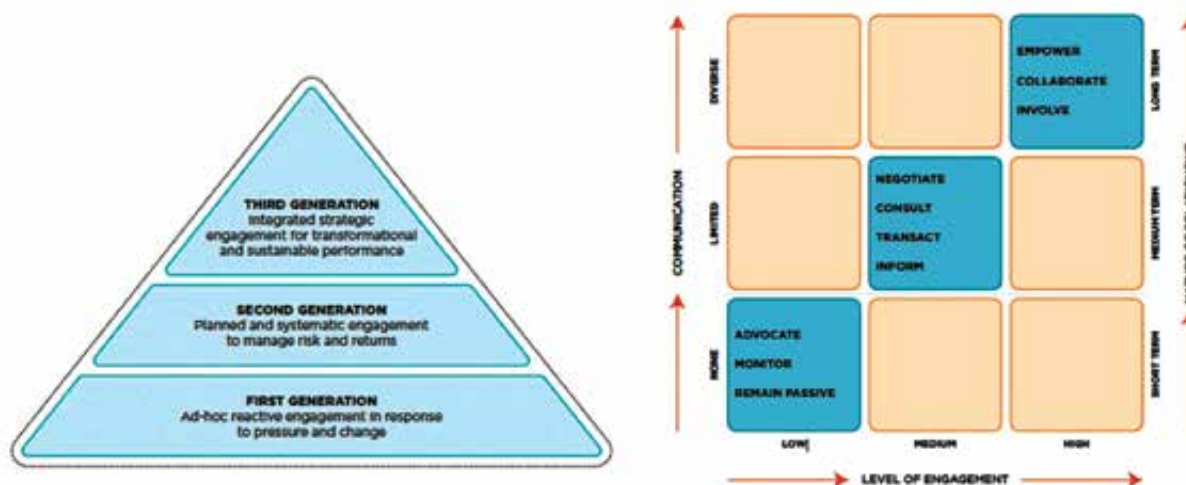 THIRD GENERATION
Integrated strategic
engagement for transformational
and sustainable performance
SECOND GENERATION
Planned and systematic engagement
to manage risk and returns
FIRST GENERATION
Ad-hoc reactive engagement in response
to pressure and change
COMMUNICATION
DIVERSE
LIMITED
NONE
EMPOWER
COLLABORATE
INVOLVE
NEGOTIATE
CONSULT
TRANSACT
INFORM
ADVOCATE
MONITOR
REMAIN PASSIVE
LONG TERM
MEDIUM TERM
SHORT TERM
LOW
MEDIUM
HIGH
LEVEL OF ENGAGEMENT